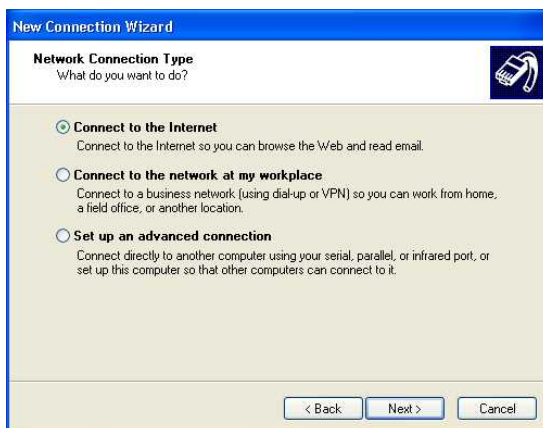 New Connection Wizard
Network Connection Type
What do you want to do?
Connect to the Internet
Connect to the Internet so you can browse the Web and read email.
Connect to the network at my workplace
Connect to a business network (using dial-up or VPN) so you can work from home,
a field office, or another location.
Set up an advanced connection
Connect directly to another computer using your serial, parallel, or infrared port, or
set up this computer so that other computers can connect to it.
< Back Next > Cancel